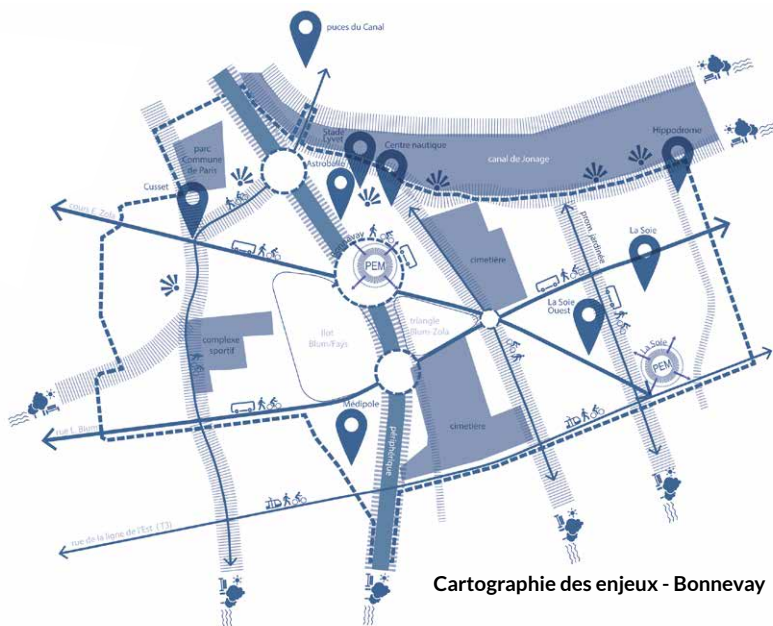 puces du Canal
Stade
Lyvet
Centre nautique
Hippodrome
canal de Jonage
parc
Commune
de Paris
Astroballe
Cusset
cours E. Zola
PEM
cimetière
prom. jardinée
La Soie
La Soie
Ouest
triangle
Blum-Zola
îlot
Blum/Fays
complexe
sportif
La Soie
PEM
rue L. Blum
Médipole
périphérique
cimetière
rue de la ligne de l'Est (T3)
Cartographie des enjeux - Bonnevay